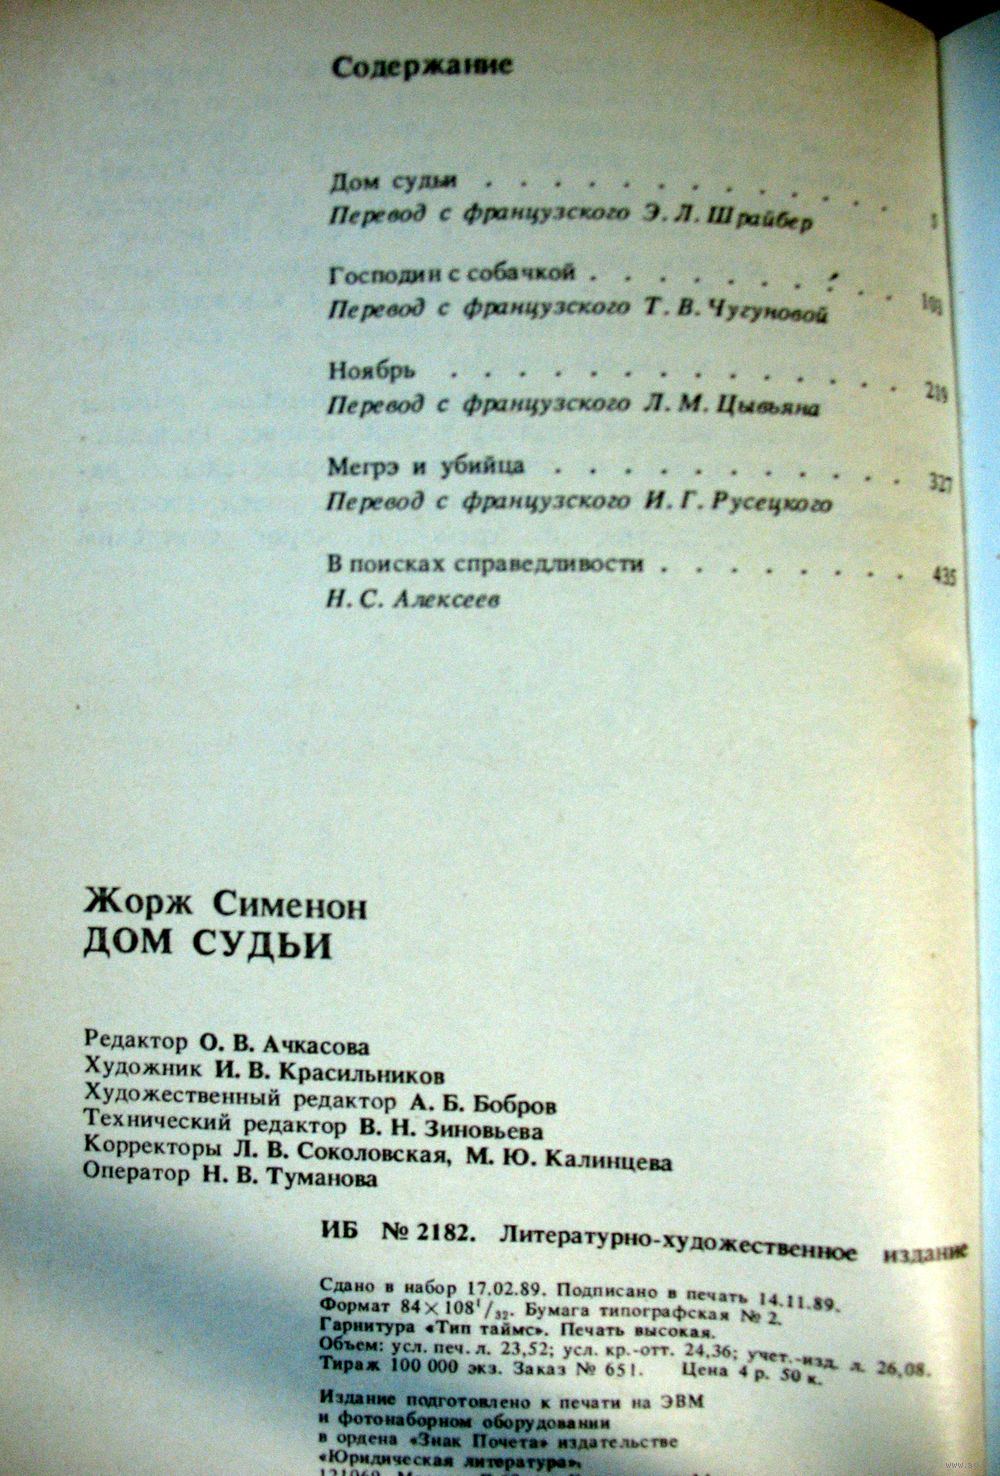 Содержание
Дом судьи . . . . . . . . . . . . 5
Перевод с французского Э. Л. Шрайбер
Господин с собачкой . . . . . . . . . 103
Перевод с французского Т. В. Чугуновой
Ноябрь . . . . . . . . . . . . . . 219
Перевод с французского Л. М. Цывьяна
Мегрэ и убийца . . . . . . . . . . . 327
Перевод с французского И. Г. Русецкого
В поисках справедливости . . . . . . . . 435
Н. С. Алексеев
Жорж Сименон
ДОМ СУДЬИ
Редактор О. В. Ачкасова
Художник И. В. Красильников
Художественный редактор А. Б. Бобров
Технический редактор В. Н. Зиновьева
Корректоры Л. В. Соколовская, М. Ю. Калинцева
Оператор Н. В. Туманова
ИБ № 2182. Литературно-художественное издание
Сдано в набор 17.02.89. Подписано в печать 14.11.89.
Формат 84×108¹/₃₂. Бумага типографская № 2.
Гарнитура «Тип таймс». Печать высокая.
Объем: усл. печ. л. 23,52; усл. кр.-отт. 24,36; учет.-изд. л. 26,08.
Тираж 100 000 экз. Заказ № 651. Цена 4 р. 50 к.
Издание подготовлено к печати на ЭВМ
и фотонаборном оборудовании
в ордена «Знак Почета» издательстве
«Юридическая литература».